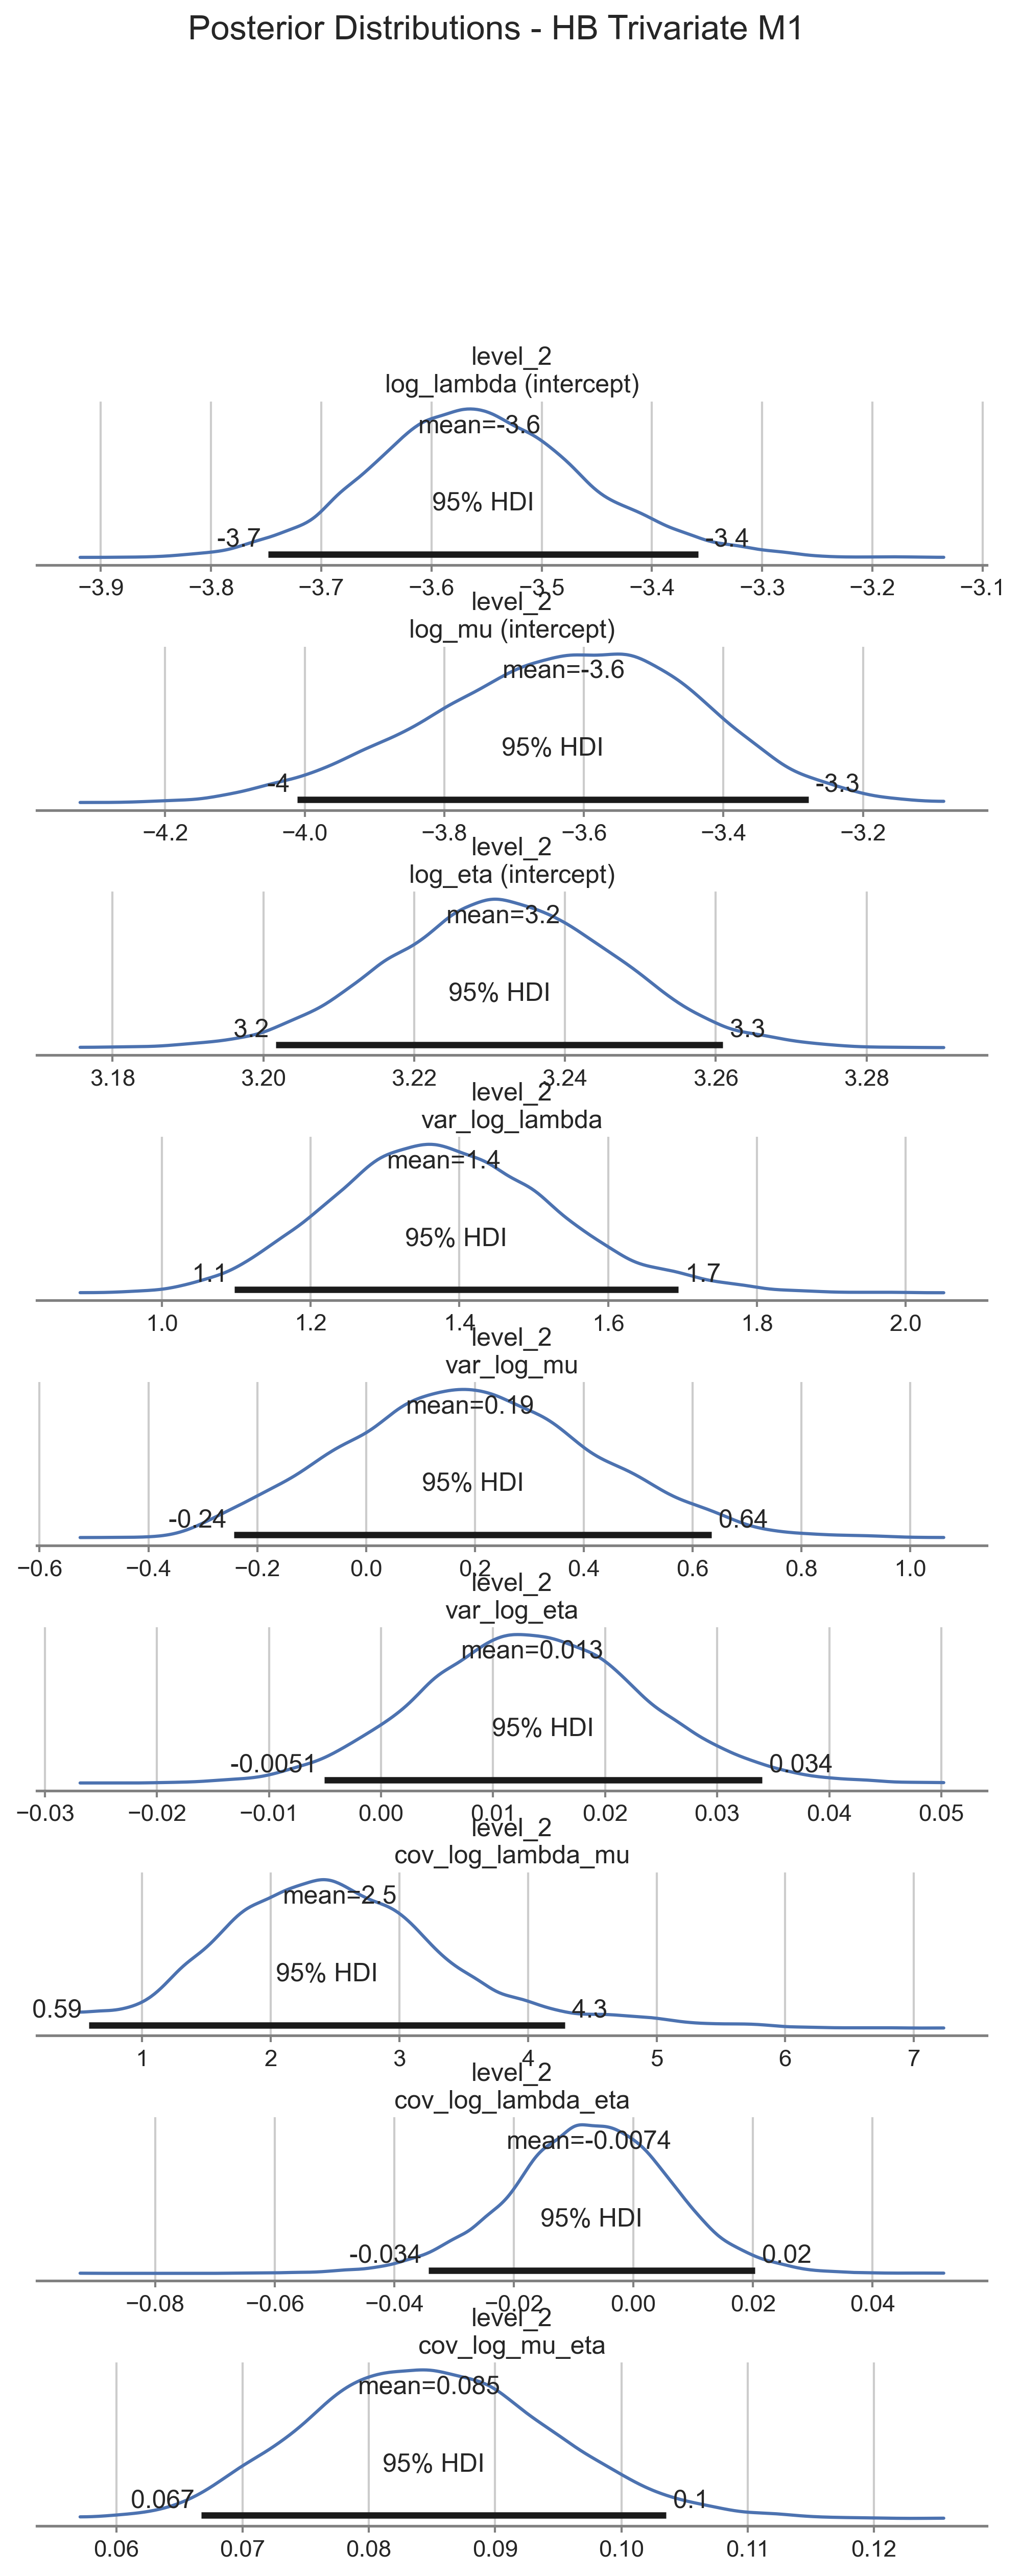 Posterior Distributions - HB Trivariate M1
level_2
log_lambda (intercept)
mean=-3.6
95% HDI
-3.7 -3.4
−3.9 −3.8 −3.7 −3.6 −3.5 −3.4 −3.3 −3.2 −3.1
level_2
log_mu (intercept)
mean=-3.6
95% HDI
-4 -3.3
−4.2 −4.0 −3.8 −3.6 −3.4 −3.2
level_2
log_eta (intercept)
mean=3.2
95% HDI
3.2 3.3
3.18 3.20 3.22 3.24 3.26 3.28
level_2
var_log_lambda
mean=1.4
95% HDI
1.1 1.7
1.0 1.2 1.4 1.6 1.8 2.0
level_2
var_log_mu
mean=0.19
95% HDI
-0.24 0.64
−0.6 −0.4 −0.2 0.0 0.2 0.4 0.6 0.8 1.0
level_2
var_log_eta
mean=0.013
95% HDI
-0.0051 0.034
−0.03 −0.02 −0.01 0.00 0.01 0.02 0.03 0.04 0.05
level_2
cov_log_lambda_mu
mean=2.5
95% HDI
0.59 4.3
1 2 3 4 5 6 7
level_2
cov_log_lambda_eta
mean=-0.0074
95% HDI
-0.034 0.02
−0.08 −0.06 −0.04 −0.02 0.00 0.02 0.04
level_2
cov_log_mu_eta
mean=0.085
95% HDI
0.067 0.1
0.06 0.07 0.08 0.09 0.10 0.11 0.12